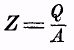 Z = Q/A